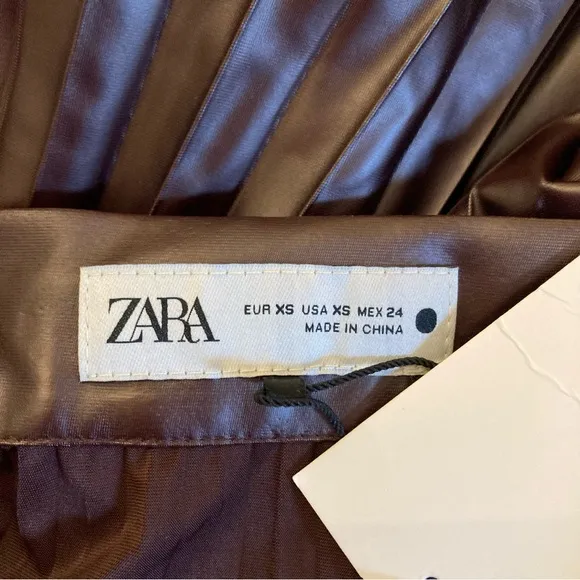 ZARA
EUR XS USA XS MEX 24
MADE IN CHINA